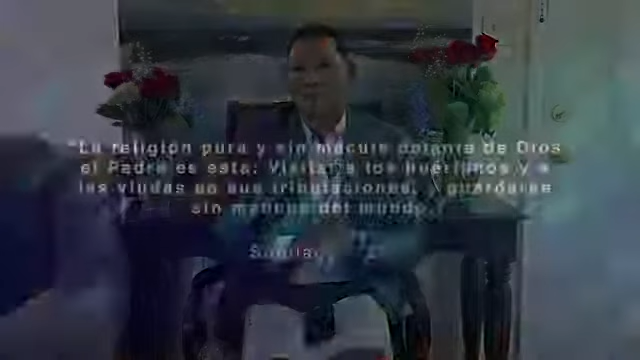 "La religión pura y sin mácula delante de Dios
el Padre es esta: Visitar a los huérfanos y a
las viudas en sus tribulaciones, y guardarse
sin mancha del mundo."
Santiago